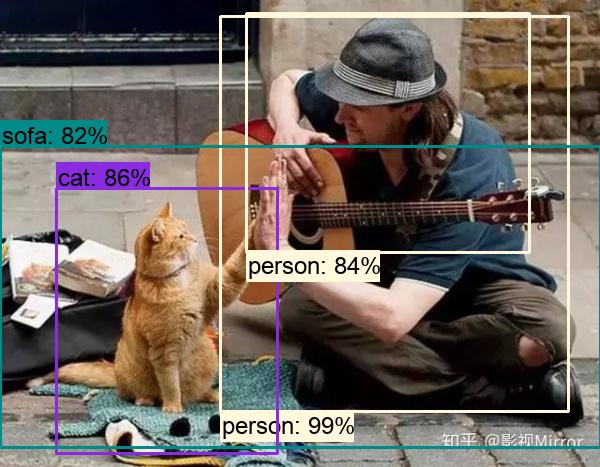 sofa: 82%
cat: 86%
person: 84%
person: 99%
知乎 @影视Mirror